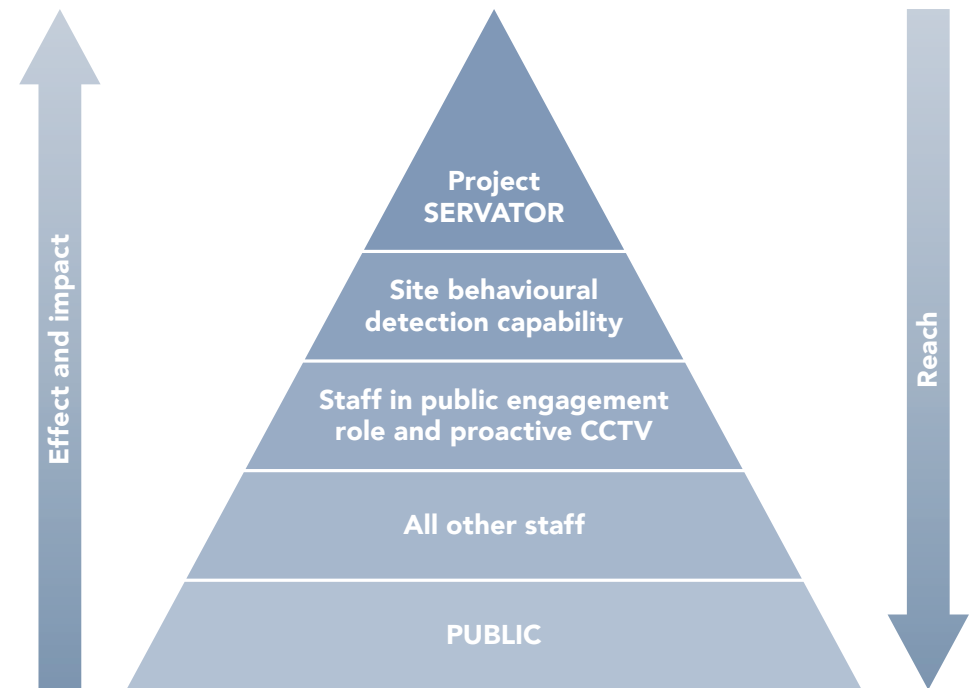 Effect and impact
Project
SERVATOR
Site behavioural
detection capability
Staff in public engagement
role and proactive CCTV
All other staff
PUBLIC
Reach